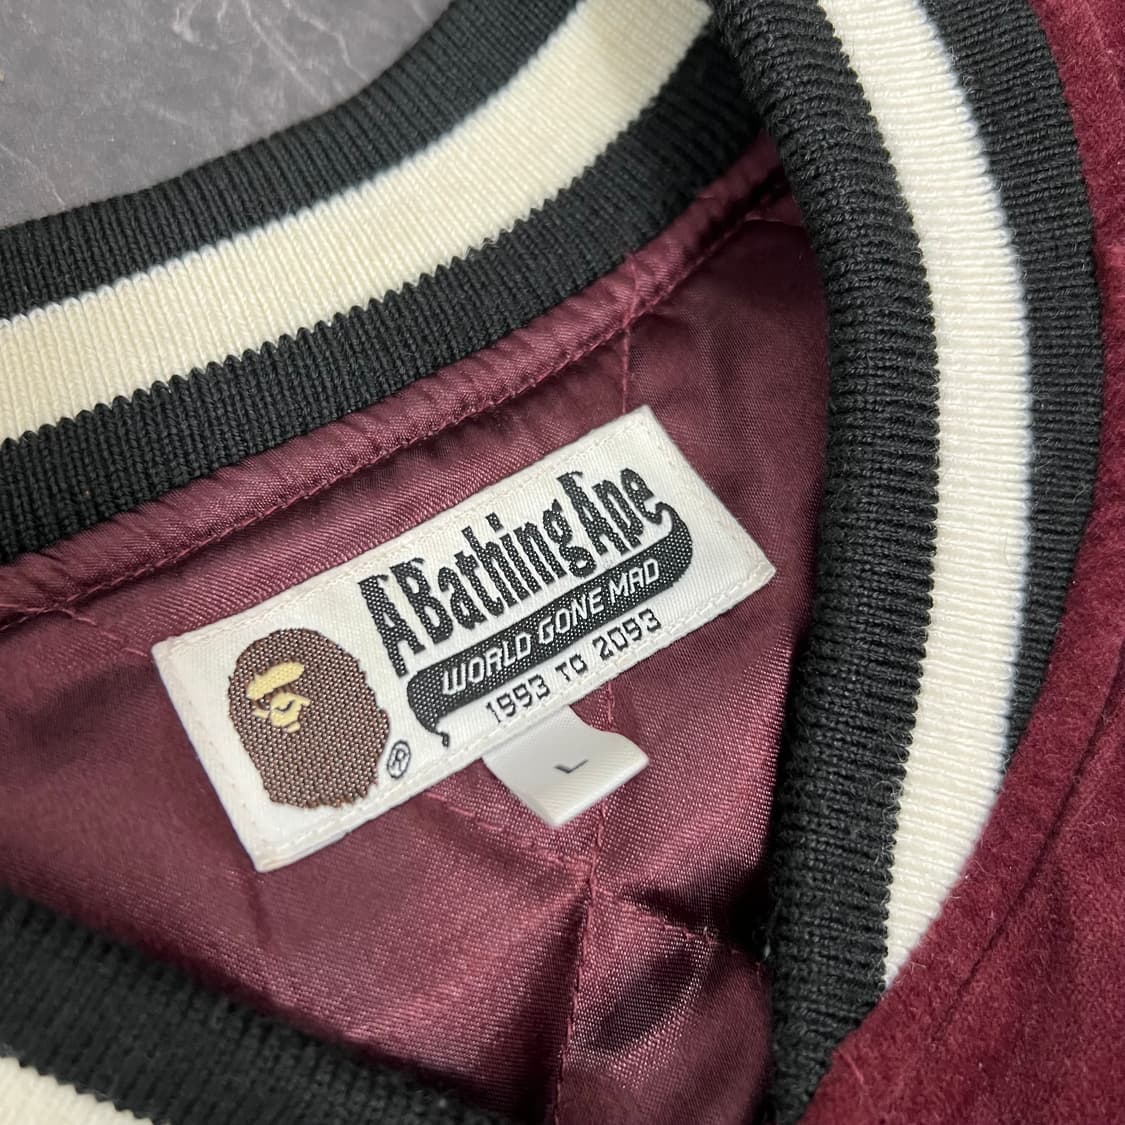 A Bathing Ape
®
WORLD GONE MAD
1993 TO 2093
L